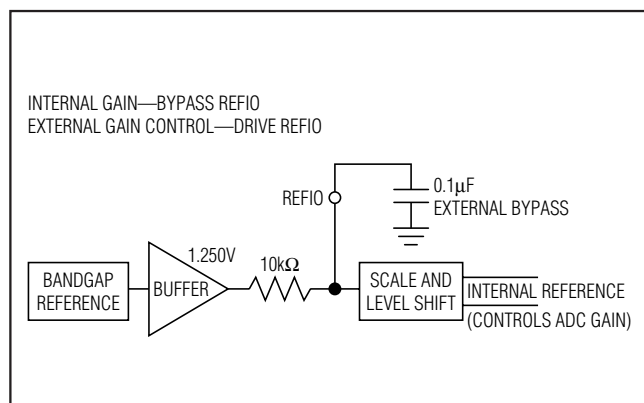 INTERNAL GAIN—BYPASS REFIO
EXTERNAL GAIN CONTROL—DRIVE REFIO
REFIO
0.1µF
EXTERNAL BYPASS
1.250V
10kΩ
BANDGAP
REFERENCE
BUFFER
SCALE AND
LEVEL SHIFT
INTERNAL REFERENCE
(CONTROLS ADC GAIN)